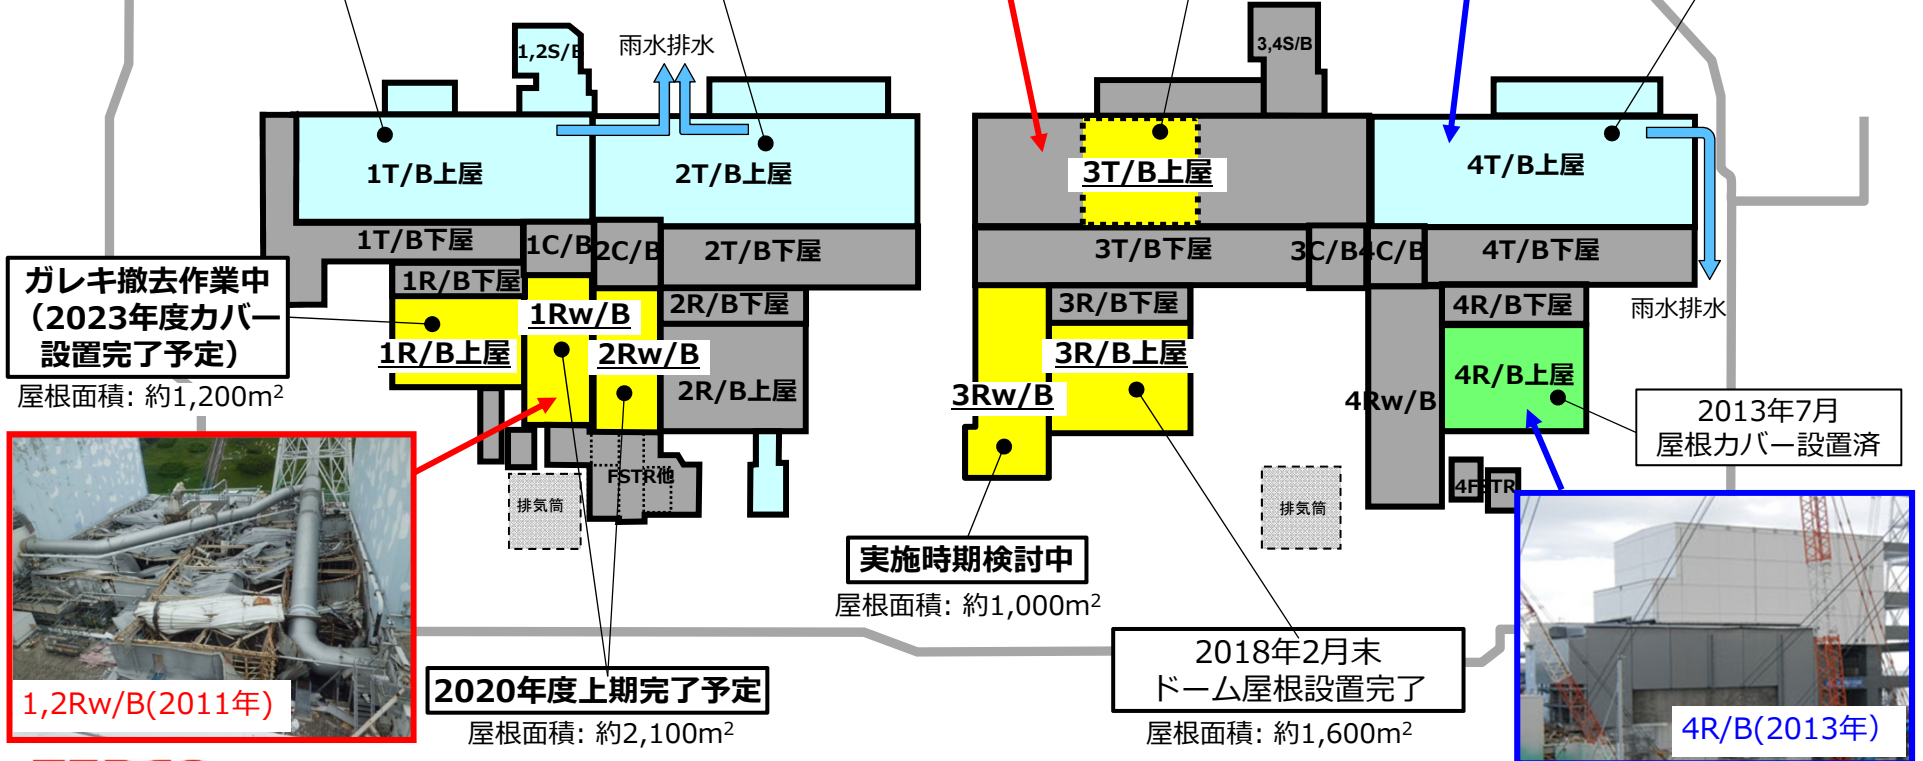 1,2S/B
雨水排水
3,4S/B
1T/B上屋
2T/B上屋
3T/B上屋
4T/B上屋
1T/B下屋
1C/B
2C/B
2T/B下屋
3T/B下屋
3C/B
4C/B
4T/B下屋
ガレキ撤去作業中
（2023年度カバー
設置完了予定）
屋根面積: 約1,200m²
1R/B下屋
1R/B上屋
1Rw/B
2Rw/B
2R/B下屋
2R/B上屋
3R/B下屋
3R/B上屋
3Rw/B
4R/B下屋
4R/B上屋
4Rw/B
雨水排水
2013年7月
屋根カバー設置済
FSTR他
排気筒
排気筒
4FSTR
実施時期検討中
屋根面積: 約1,000m²
2020年度上期完了予定
屋根面積: 約2,100m²
2018年2月末
ドーム屋根設置完了
屋根面積: 約1,600m²
1,2Rw/B(2011年)
4R/B(2013年）